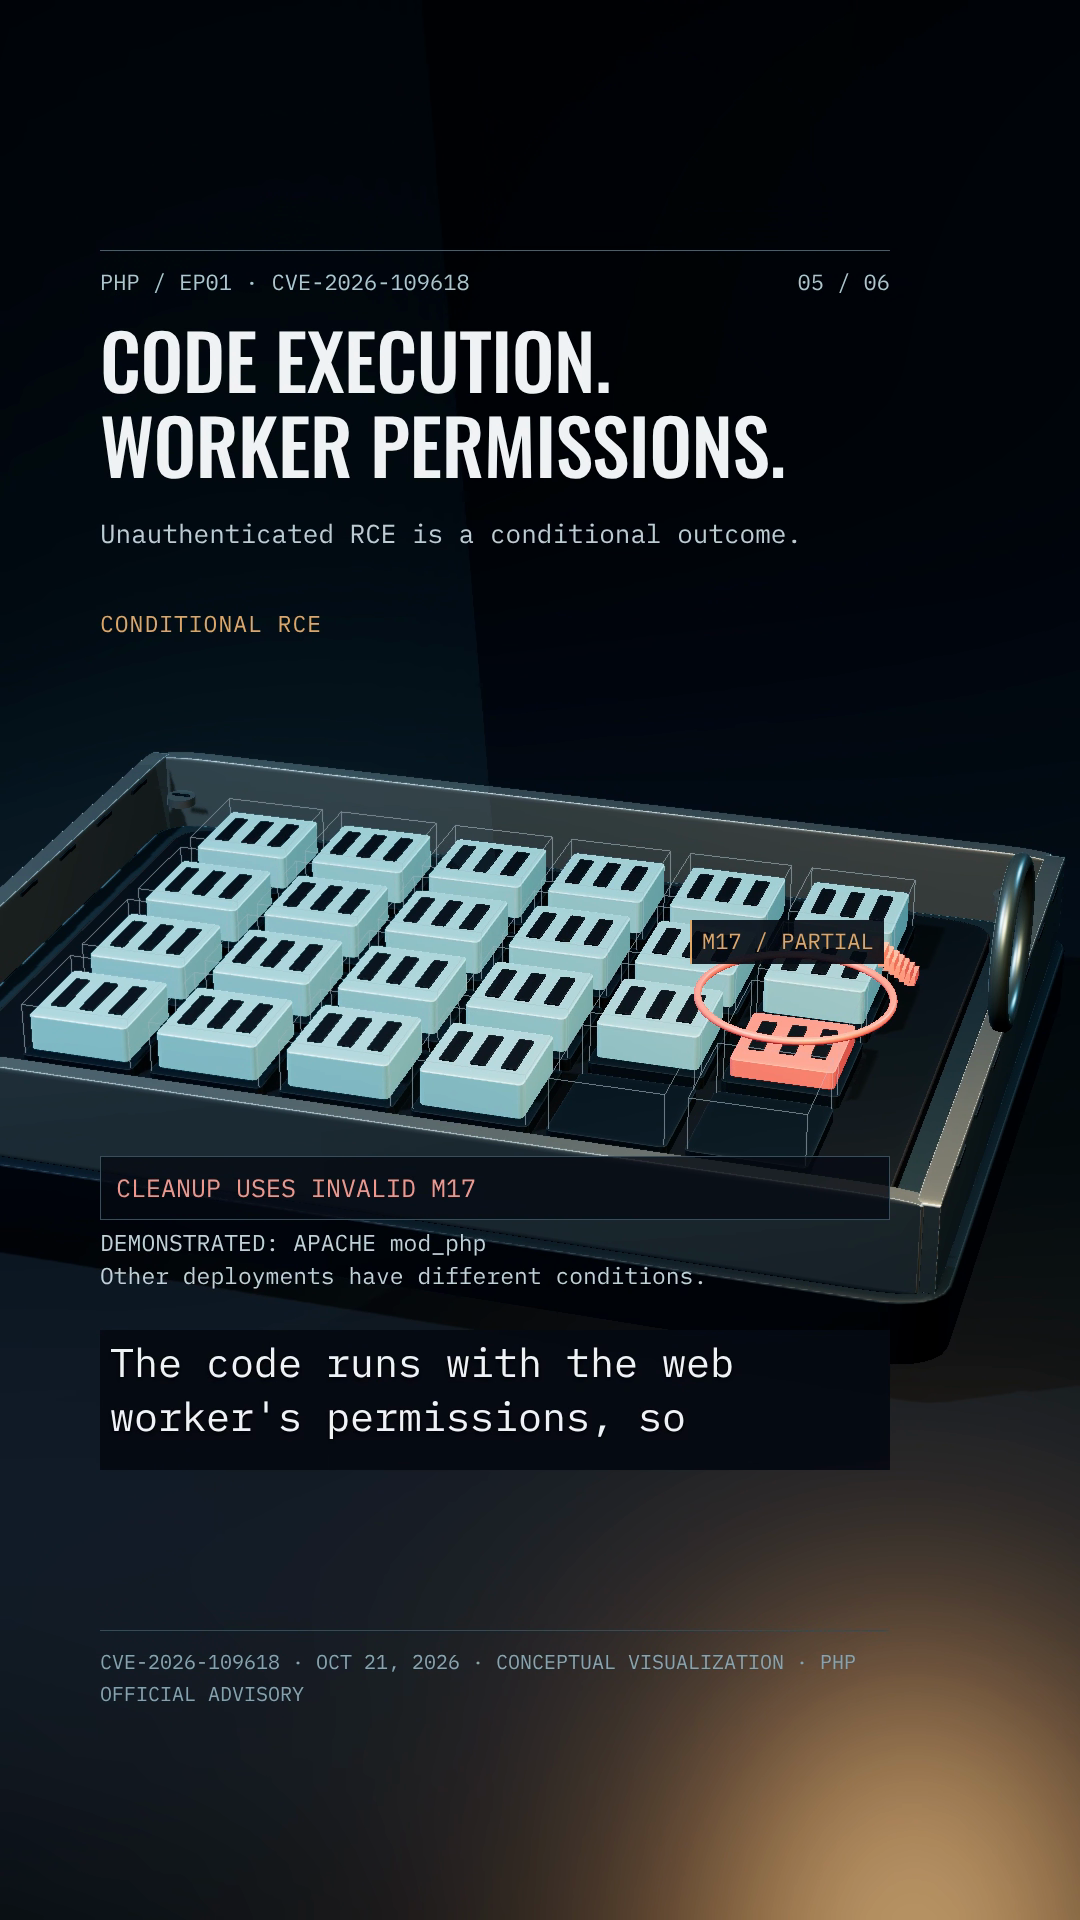 PHP / EP01 · CVE-2026-109618 05 / 06
CODE EXECUTION.
WORKER PERMISSIONS.
Unauthenticated RCE is a conditional outcome.
CONDITIONAL RCE
M17 / PARTIAL
CLEANUP USES INVALID M17
DEMONSTRATED: APACHE mod_php
Other deployments have different conditions.
The code runs with the web
worker's permissions, so
CVE-2026-109618 · OCT 21, 2026 · CONCEPTUAL VISUALIZATION · PHP
OFFICIAL ADVISORY